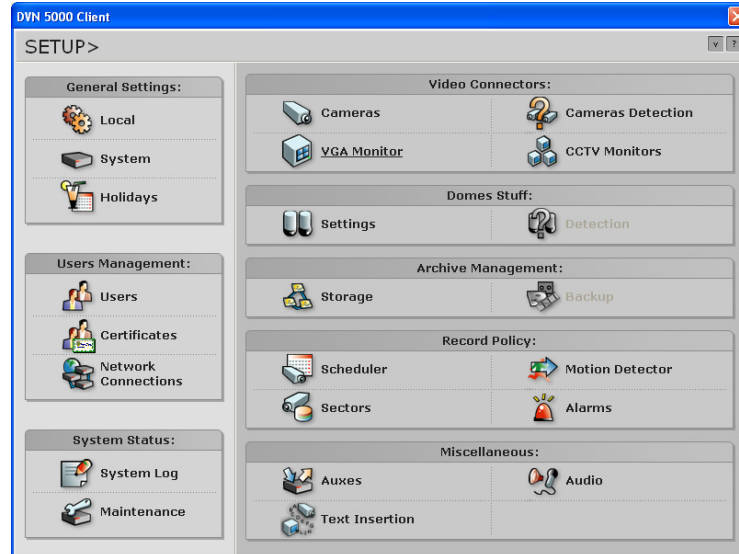 DVN 5000 Client
SETUP>
v ?
General Settings:
Local
System
Holidays
Users Management:
Users
Certificates
Network
Connections
System Status:
System Log
Maintenance
Video Connectors:
Cameras
Cameras Detection
VGA Monitor
CCTV Monitors
Domes Stuff:
Settings
Detection
Archive Management:
Storage
Backup
Record Policy:
Scheduler
Motion Detector
Sectors
Alarms
Miscellaneous:
Auxes
Audio
Text Insertion